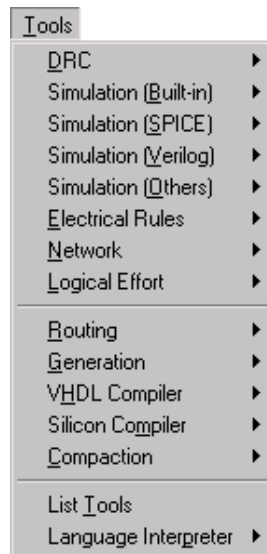 Tools
DRC
Simulation (Built-in)
Simulation (SPICE)
Simulation (Verilog)
Simulation (Others)
Electrical Rules
Network
Logical Effort
Routing
Generation
VHDL Compiler
Silicon Compiler
Compaction
List Tools
Language Interpreter